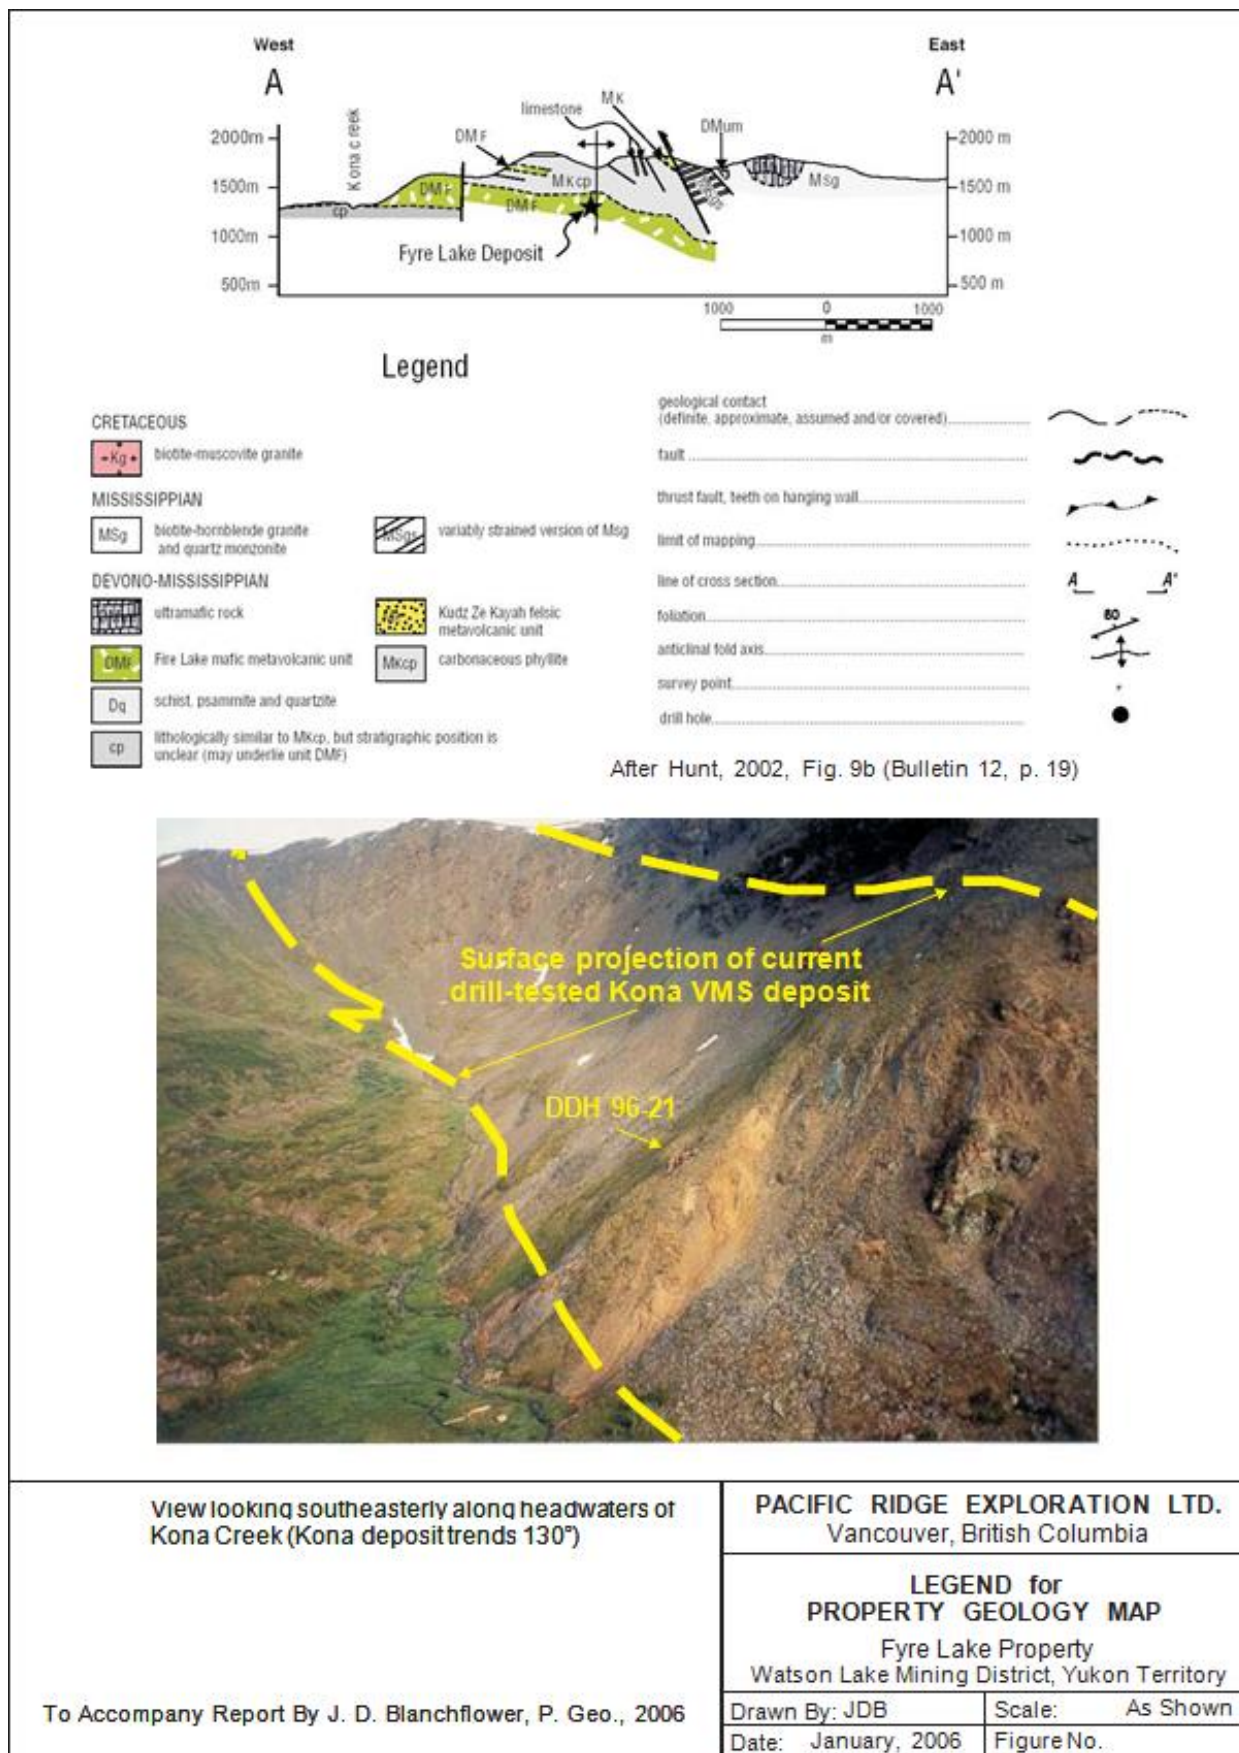 West
East
A
A'
limestone
MK
DMF
DMum
2000m
1500m
1000m
500m
2000 m
1500 m
1000 m
500 m
Kona creek
DMF
MKcp
DMF
cp
MSg
Fyre Lake Deposit
1000
0
1000
m
Legend
CRETACEOUS
Kg
biotite-muscovite granite
MISSISSIPPIAN
MSg
biotite-hornblende granite
and quartz monzonite
MSgs
variably strained version of Msg
DEVONO-MISSISSIPPIAN
ultramafic rock
Kudz Ze Kayah felsic
metavolcanic unit
DMF
Fire Lake mafic metavolcanic unit
MKcp
carbonaceous phyllite
Dq
schist, psammite and quartzite
cp
lithologically similar to MKcp, but stratigraphic position is
unclear (may underlie unit DMF)
geological contact
(definite, approximate, assumed and/or covered)
fault
thrust fault, teeth on hanging wall
limit of mapping
line of cross section
A
A"
foliation
60
anticlinal fold axis
survey point
drill hole
After Hunt, 2002, Fig. 9b (Bulletin 12, p. 19)
Surface projection of current
drill-tested Kona VMS deposit
DDH 96-21
View looking southeasterly along headwaters of
Kona Creek (Kona deposit trends 130°)
To Accompany Report By J. D. Blanchflower, P. Geo., 2006
PACIFIC RIDGE EXPLORATION LTD.
Vancouver, British Columbia
LEGEND for
PROPERTY GEOLOGY MAP
Fyre Lake Property
Watson Lake Mining District, Yukon Territory
Drawn By: JDB
Scale: As Shown
Date: January, 2006
Figure No.